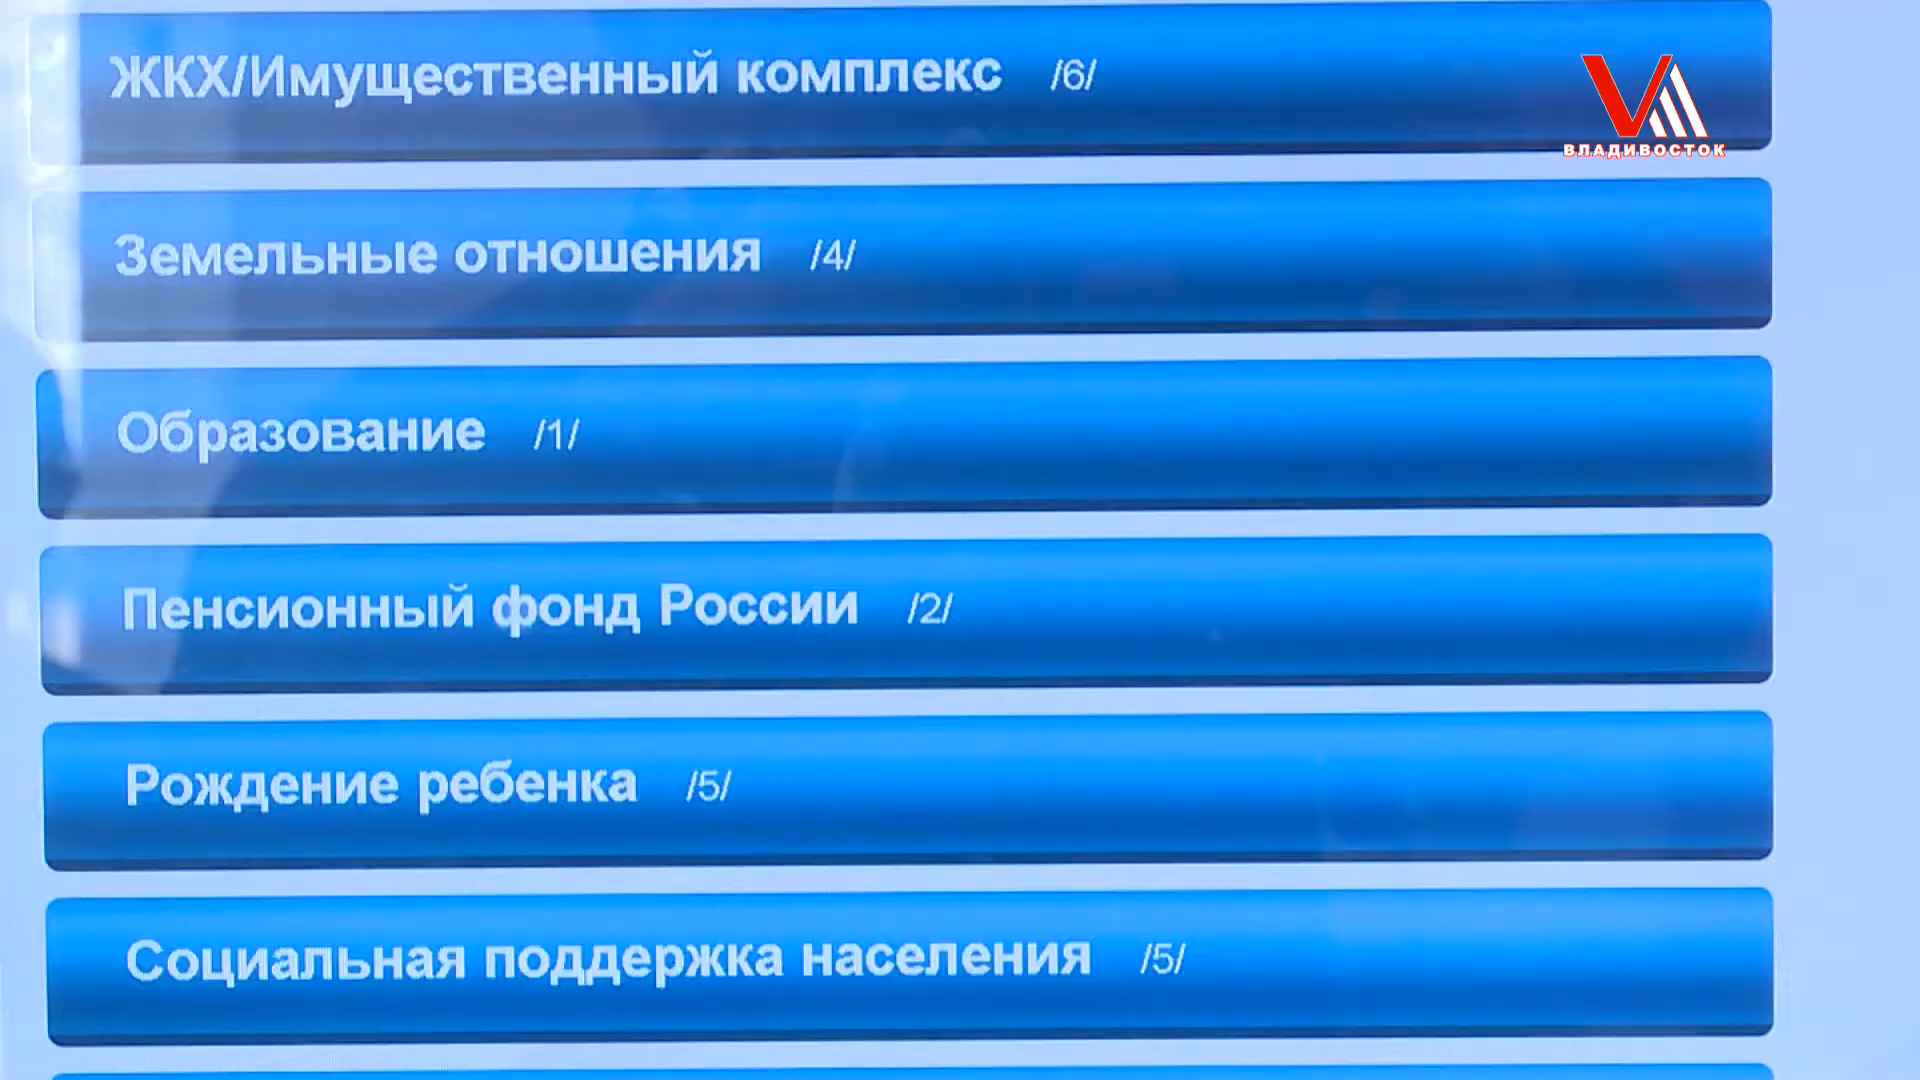 ЖКХ/Имущественный комплекс /6/
ВЛАДИВОСТОК
Земельные отношения /4/
Образование /1/
Пенсионный фонд России /2/
Рождение ребенка /5/
Социальная поддержка населения /5/